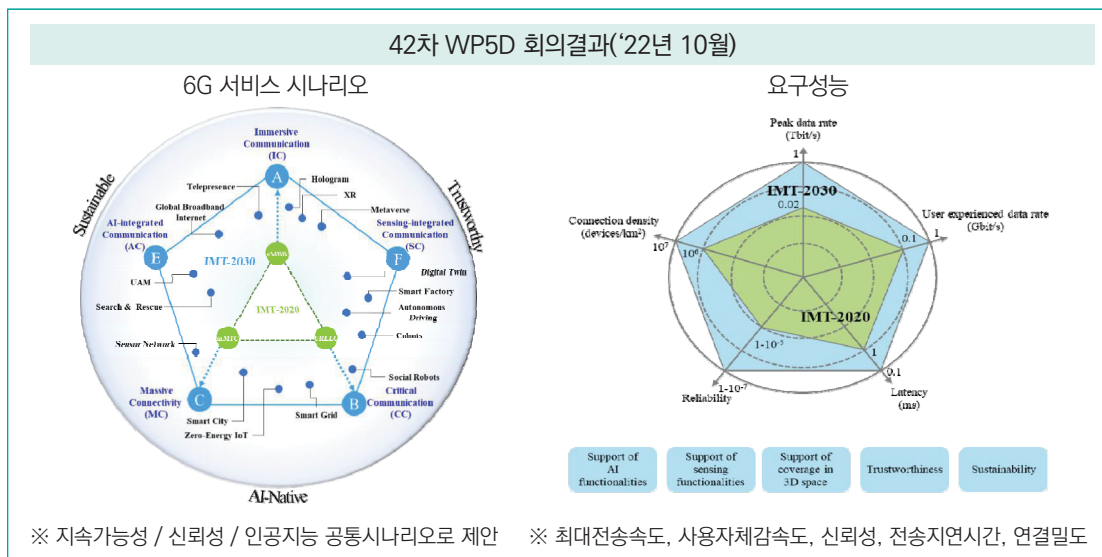 42차 WP5D 회의결과(‘22년 10월)
6G 서비스 시나리오
Immersive
Communication
(IC)
A
Telepresence
Hologram
XR
Global Broadband
Internet
Metaverse
Sustainable
Trustworthy
AI-integrated
Communication
(AC)
E
Sensing-integrated
Communication
(SC)
F
IMT-2030
eMBB
UAM
Digital Twin
Search & Rescue
Smart Factory
IMT-2020
Autonomous
Driving
Sensor Network
mMTC
URLLC
Cobots
Social Robots
Massive
Connectivity
(MC)
C
B
Critical
Communication
(CC)
Smart City
Smart Grid
Zero-Energy IoT
AI-Native
※ 지속가능성 / 신뢰성 / 인공지능 공통시나리오로 제안
요구성능
Peak data rate
(Tbit/s)
1
IMT-2030
0.02
Connection density
(devices/km²)
10⁷
10⁶
User experienced data rate
(Gbit/s)
1
0.1
IMT-2020
1-10⁻⁵
1-10⁻⁷
Reliability
1
0.1
Latency
(ms)
Support of
AI
functionalities
Support of
sensing
functionalities
Support of
coverage in
3D space
Trustworthiness
Sustainability
※ 최대전송속도, 사용자체감속도, 신뢰성, 전송지연시간, 연결밀도